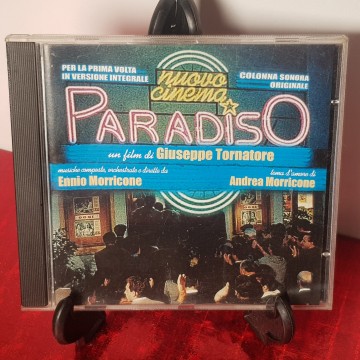 PER LA PRIMA VOLTA
IN VERSIONE INTEGRALE
COLONNA SONORA
ORIGINALE
nuovo
cinema
PARADISO
un film di Giuseppe Tornatore
musiche composte, orchestrate e dirette da
Ennio Morricone
tema d'amore di
Andrea Morricone